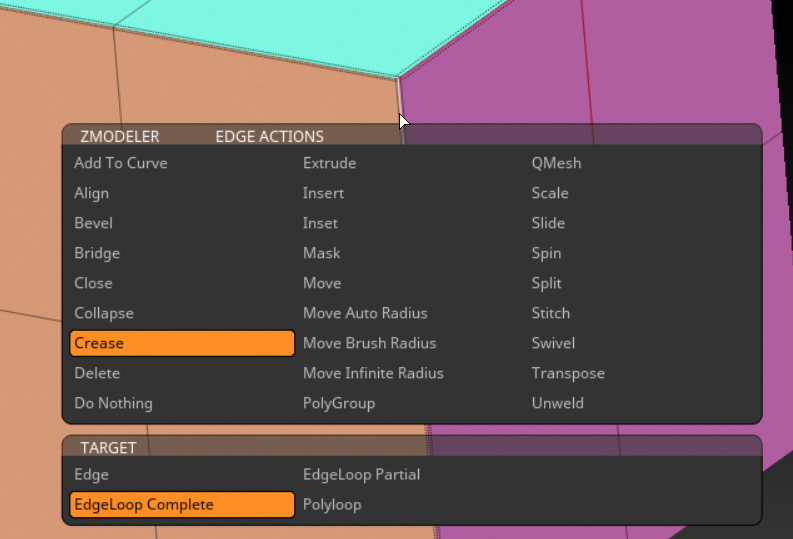 ZMODELER EDGE ACTIONS
Add To Curve Extrude QMesh
Align Insert Scale
Bevel Inset Slide
Bridge Mask Spin
Close Move Split
Collapse Move Auto Radius Stitch
Crease Move Brush Radius Swivel
Delete Move Infinite Radius Transpose
Do Nothing PolyGroup Unweld
TARGET
Edge EdgeLoop Partial
EdgeLoop Complete Polyloop